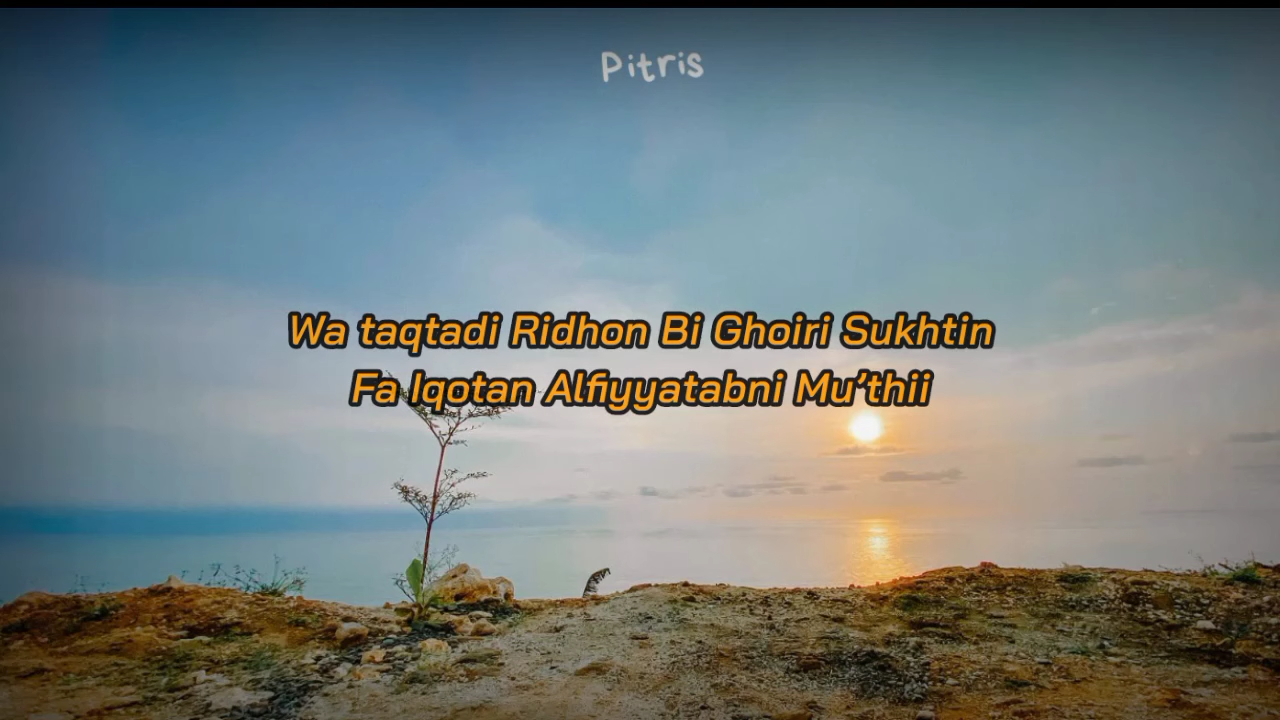 Pitris
Wa taqtadi Ridhon Bi Ghoiri Sukhtin
Fa Iqotan Alfiyyatabni Mu’thii